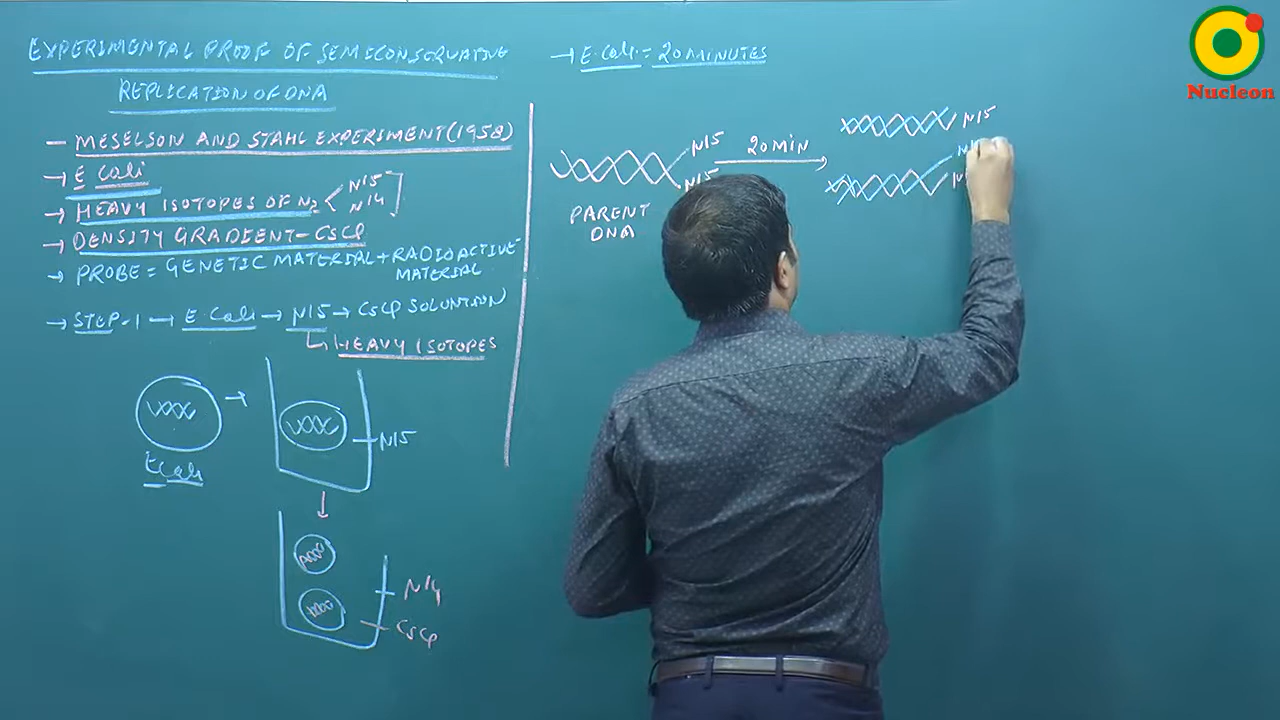 EXPERIMENTAL PROOF OF SEMICONSERVATIVE
REPLICATION OF DNA
- MESELSON AND STAHL EXPERIMENT (1958)
→ E Coli
→ HEAVY ISOTOPES OF N2 < N15
N14
→ DENSITY GRADIENT - CsCl
→ PROBE = GENETIC MATERIAL + RADIOACTIVE
MATERIAL
→ STEP-1 → E. Coli → N15 → CsCl SOLUTION
HEAVY ISOTOPES
→ N15
E Coli
N14
CsCl
→ E. Coli = 20 MINUTES
N15
N15
20 MIN
PARENT
DNA
N15
Nucleon